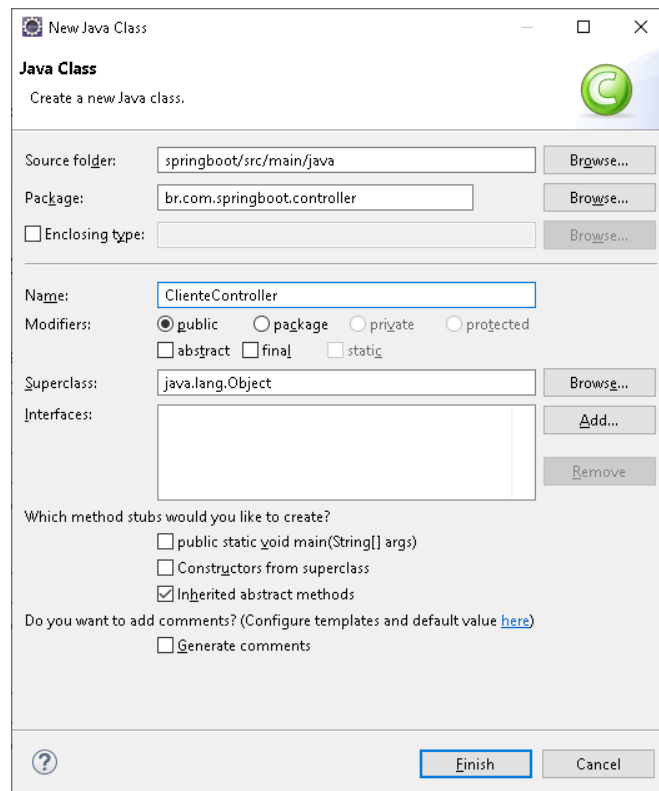 New Java Class
Java Class
Create a new Java class.
C
Source folder: springboot/src/main/java Browse...
Package: br.com.springboot.controller Browse...
Enclosing type: Browse...
Name: ClienteController
Modifiers: public package private protected
abstract final static
Superclass: java.lang.Object Browse...
Interfaces: Add...
Remove
Which method stubs would you like to create?
public static void main(String[] args)
Constructors from superclass
Inherited abstract methods
Do you want to add comments? (Configure templates and default value here)
Generate comments
? Finish Cancel